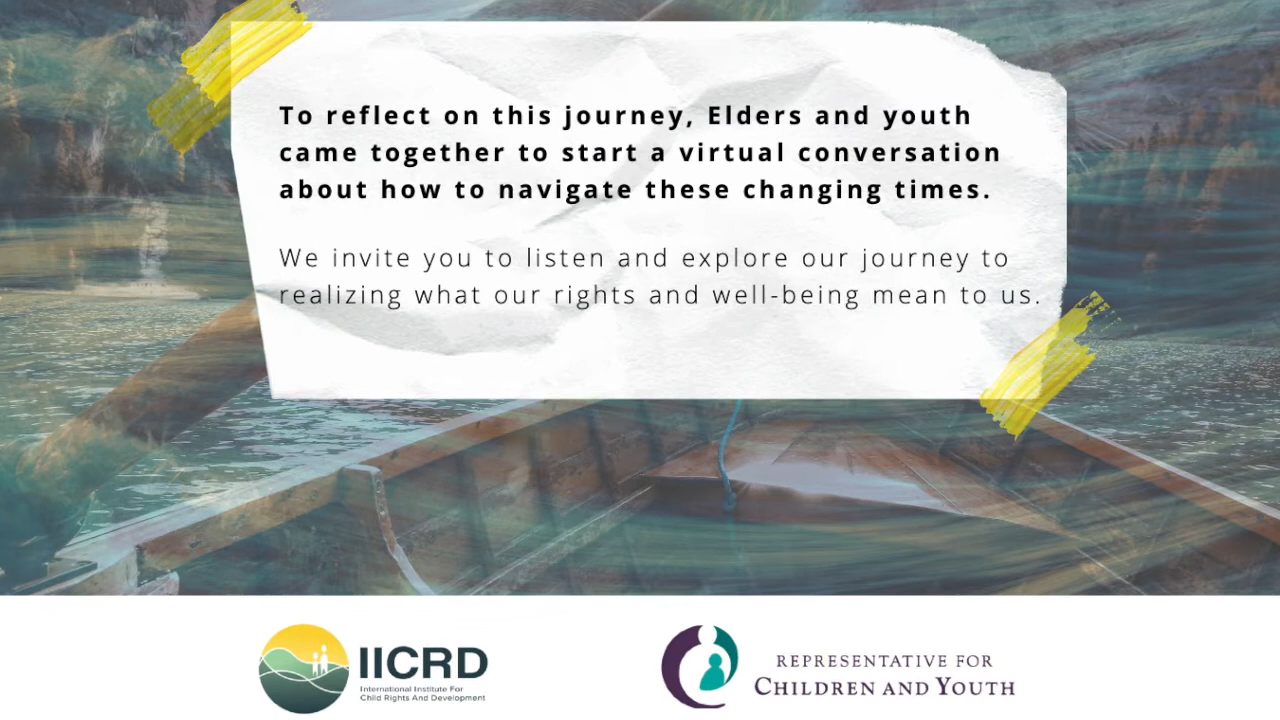 To reflect on this journey, Elders and youth
came together to start a virtual conversation
about how to navigate these changing times.
We invite you to listen and explore our journey to
realizing what our rights and well-being mean to us.
IICRD
International Institute For
Child Rights And Development
REPRESENTATIVE FOR
CHILDREN AND YOUTH